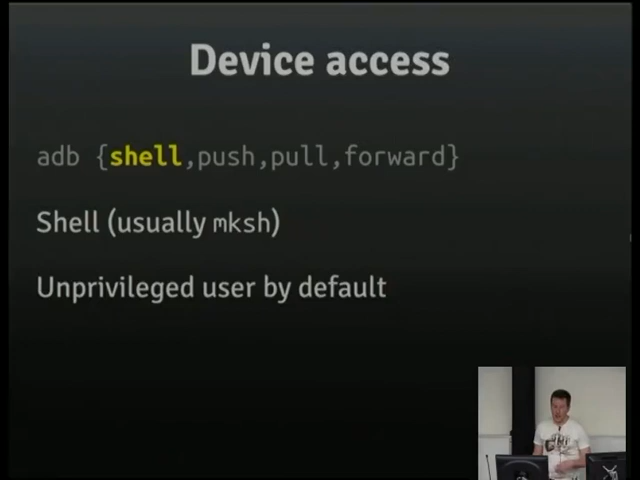 Device access
adb {shell,push,pull,forward}
Shell (usually mksh)
Unprivileged user by default